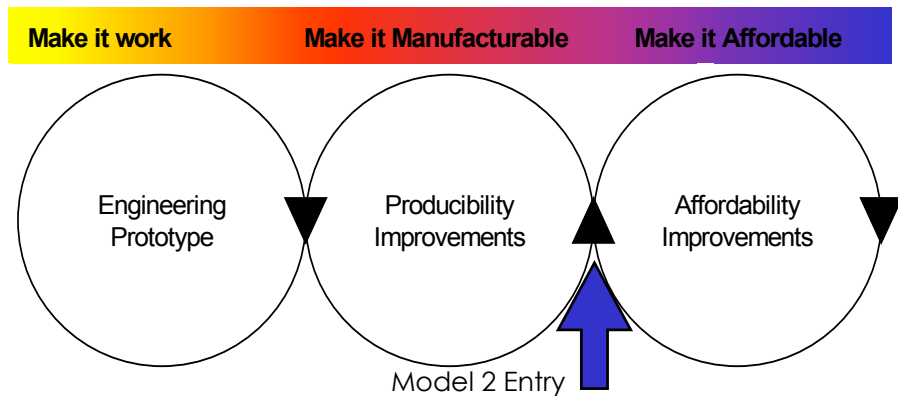 Make it work
Make it Manufacturable
Make it Affordable
Engineering
Prototype
Producibility
Improvements
Affordability
Improvements
Model 2 Entry